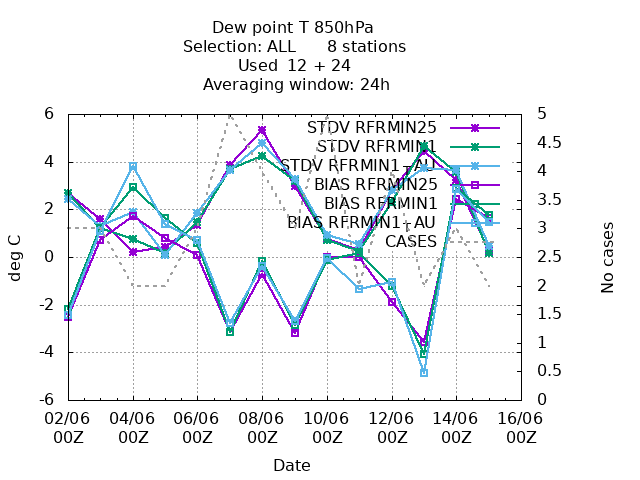 Dew point T 850hPa
Selection: ALL 8 stations
Used 12 + 24
Averaging window: 24h
STDV RFRMIN25
STDV RFRMIN1
STDV RFRMIN1+AU
BIAS RFRMIN25
BIAS RFRMIN1
BIAS RFRMIN1+AU
CASES
deg C
6
4
2
0
-2
-4
-6
No cases
5
4.5
4
3.5
3
2.5
2
1.5
1
0.5
0
02/06 04/06 06/06 08/06 10/06 12/06 14/06 16/06
00Z 00Z 00Z 00Z 00Z 00Z 00Z 00Z
Date